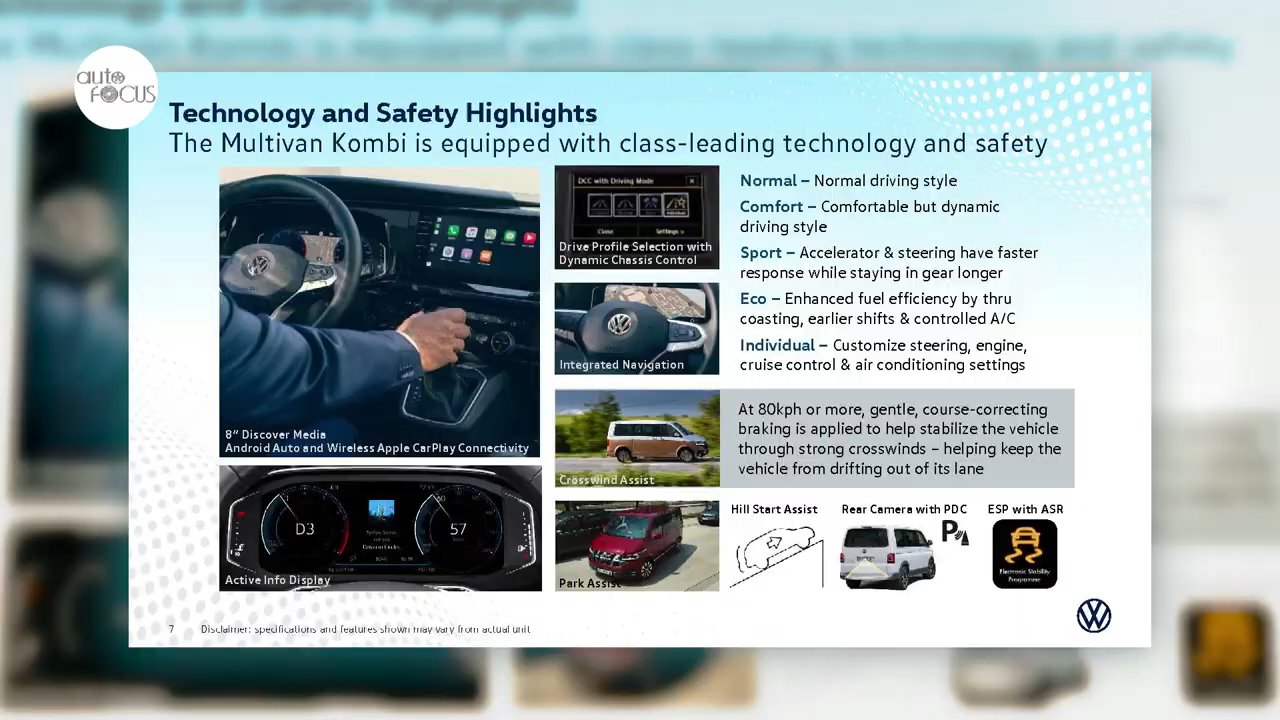 auto
FOCUS
Technology and Safety Highlights
The Multivan Kombi is equipped with class-leading technology and safety
8” Discover Media
Android Auto and Wireless Apple CarPlay Connectivity
DCC with Driving Mode
Close Settings >
Drive Profile Selection with
Dynamic Chassis Control
Integrated Navigation
Normal – Normal driving style
Comfort – Comfortable but dynamic
driving style
Sport – Accelerator & steering have faster
response while staying in gear longer
Eco – Enhanced fuel efficiency by thru
coasting, earlier shifts & controlled A/C
Individual – Customize steering, engine,
cruise control & air conditioning settings
Crosswind Assist
At 80kph or more, gentle, course-correcting
braking is applied to help stabilize the vehicle
through strong crosswinds – helping keep the
vehicle from drifting out of its lane
D3
57
Active Info Display
Park Assist
Hill Start Assist
Rear Camera with PDC
P
ESP with ASR
Electronic Stability
Programme
7 Disclaimer: specifications and features shown may vary from actual unit